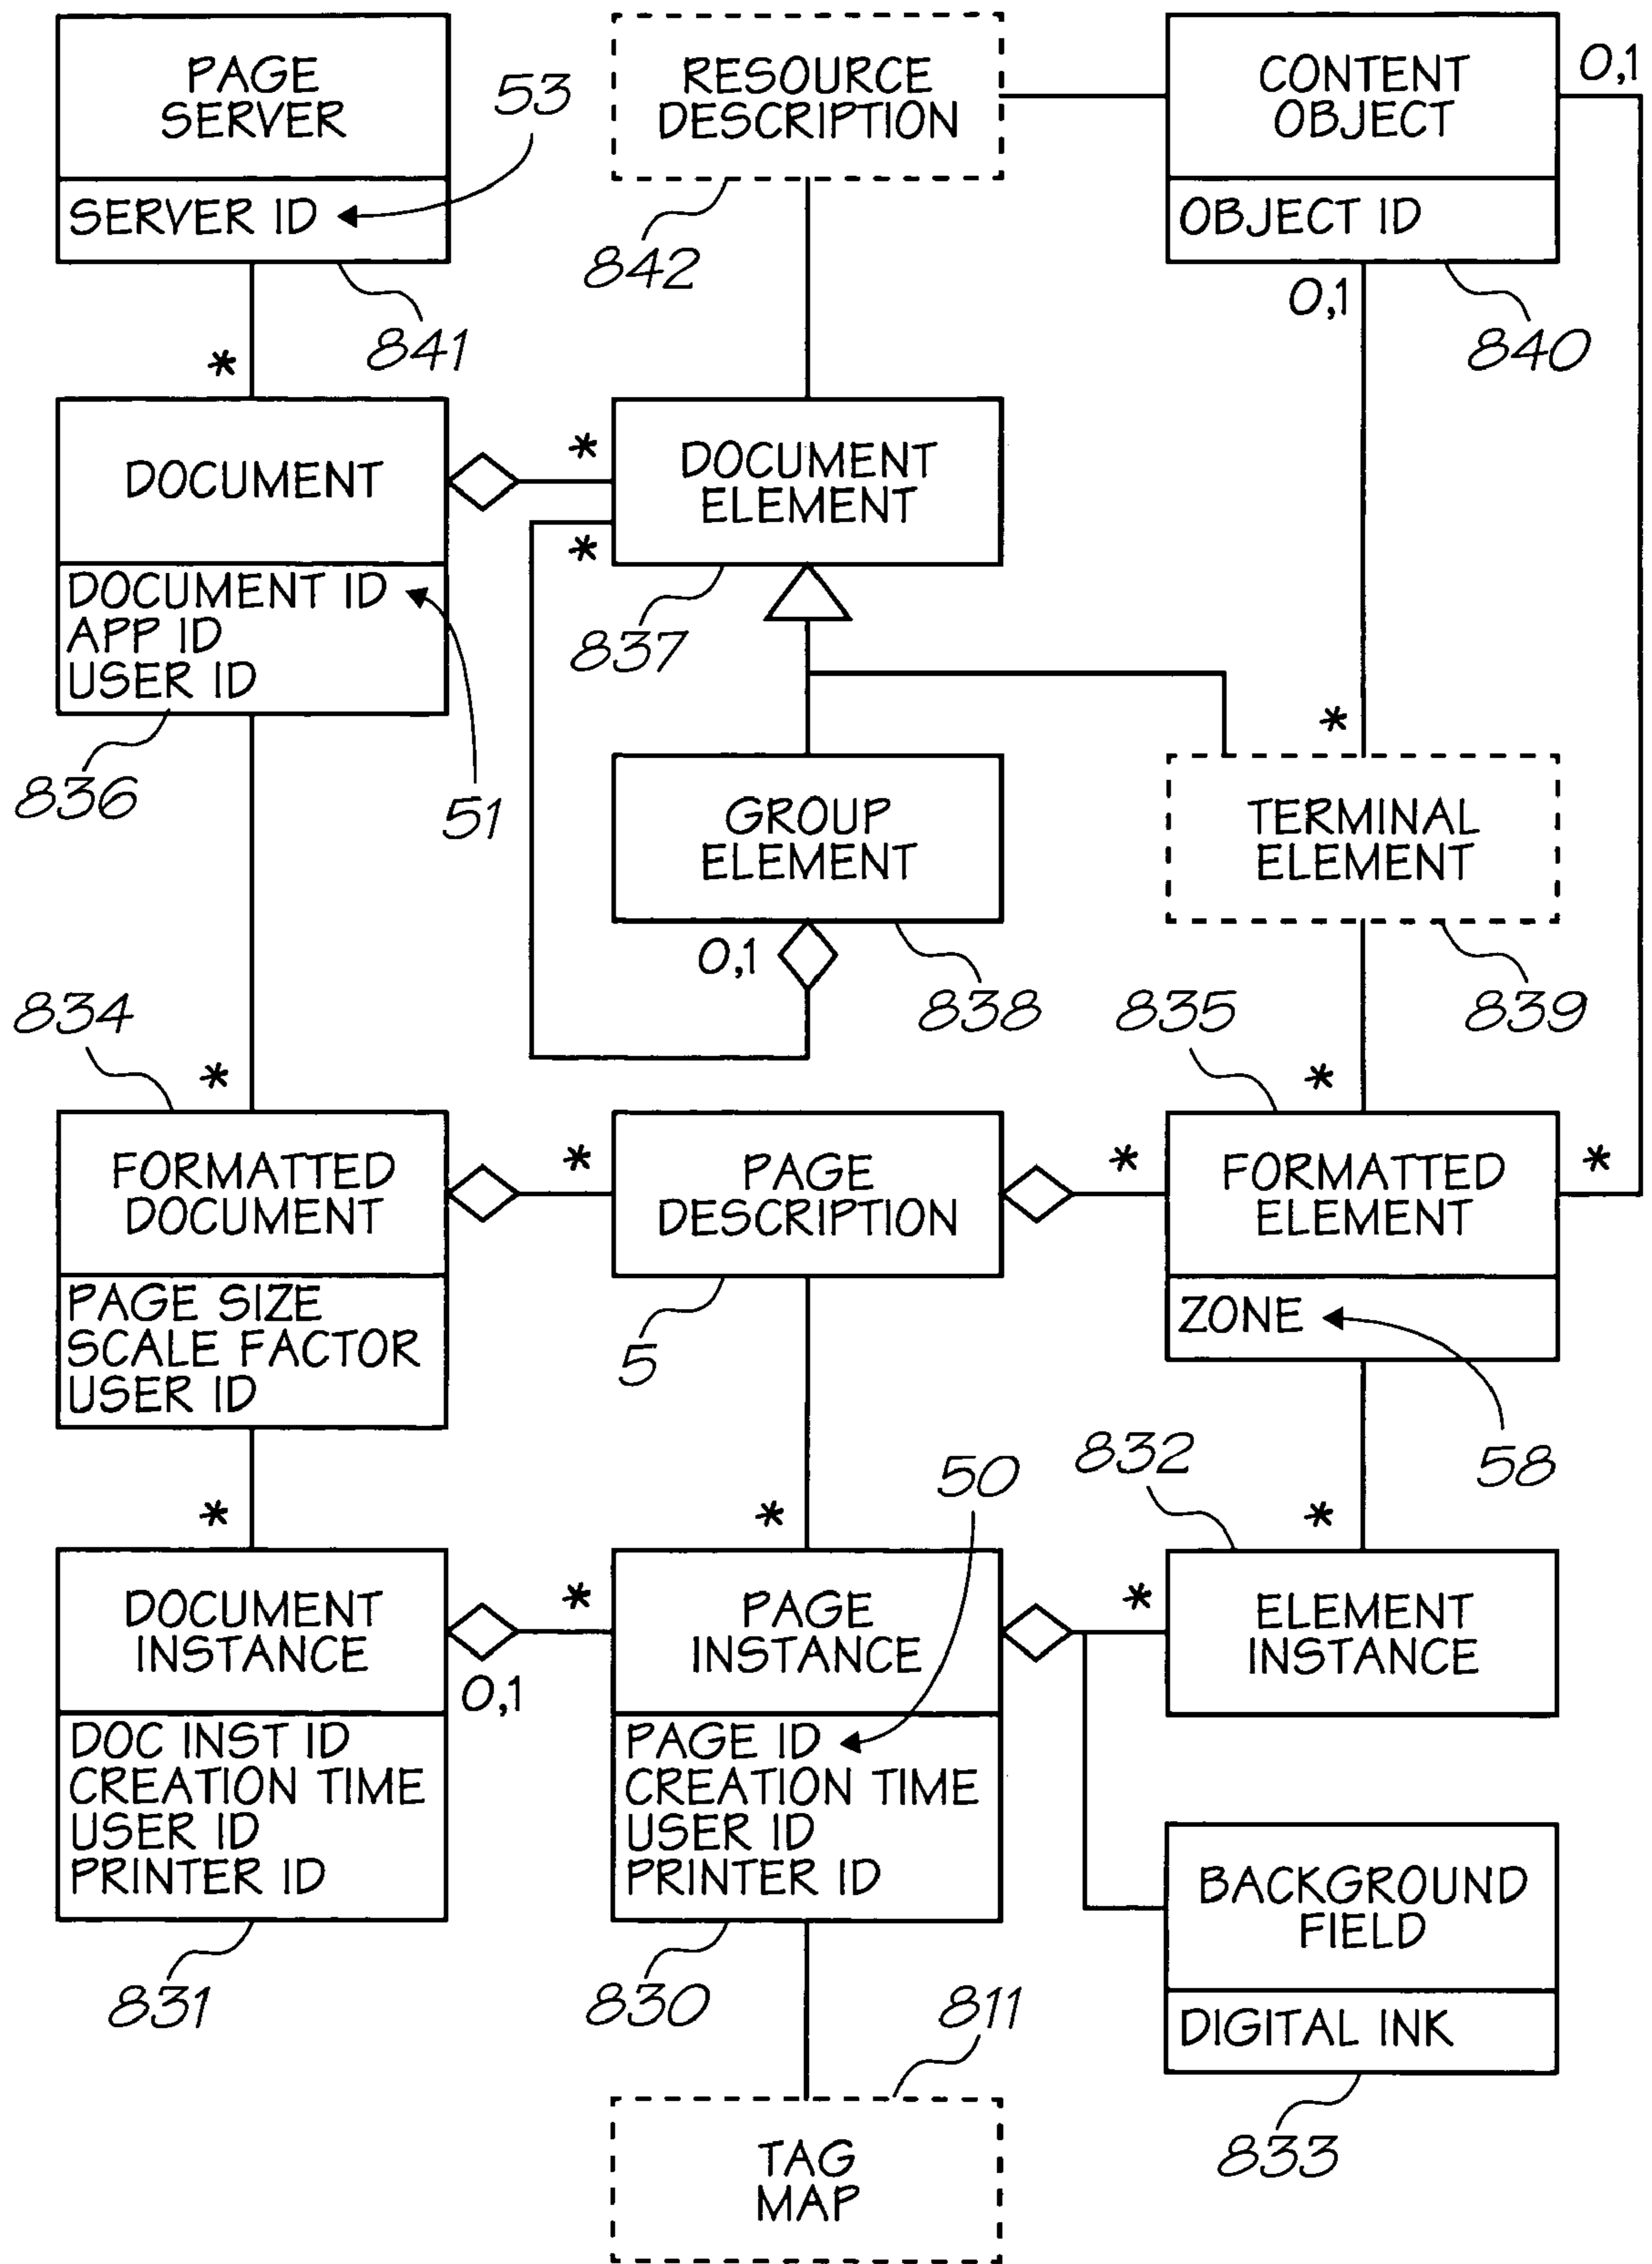 PAGE
SERVER
SERVER ID
53
841
*
RESOURCE
DESCRIPTION
842
CONTENT
OBJECT
OBJECT ID
0,1
0,1
840
DOCUMENT
DOCUMENT ID
APP ID
USER ID
836
51
*
*
DOCUMENT
ELEMENT
837
GROUP
ELEMENT
0,1
838
*
TERMINAL
ELEMENT
839
834
*
FORMATTED
DOCUMENT
PAGE SIZE
SCALE FACTOR
USER ID
*
PAGE
DESCRIPTION
5
835
*
*
*
FORMATTED
ELEMENT
ZONE
58
*
DOCUMENT
INSTANCE
0,1
DOC INST ID
CREATION TIME
USER ID
PRINTER ID
831
*
*
50
PAGE
INSTANCE
PAGE ID
CREATION TIME
USER ID
PRINTER ID
830
832
*
*
ELEMENT
INSTANCE
BACKGROUND
FIELD
DIGITAL INK
833
811
TAG
MAP